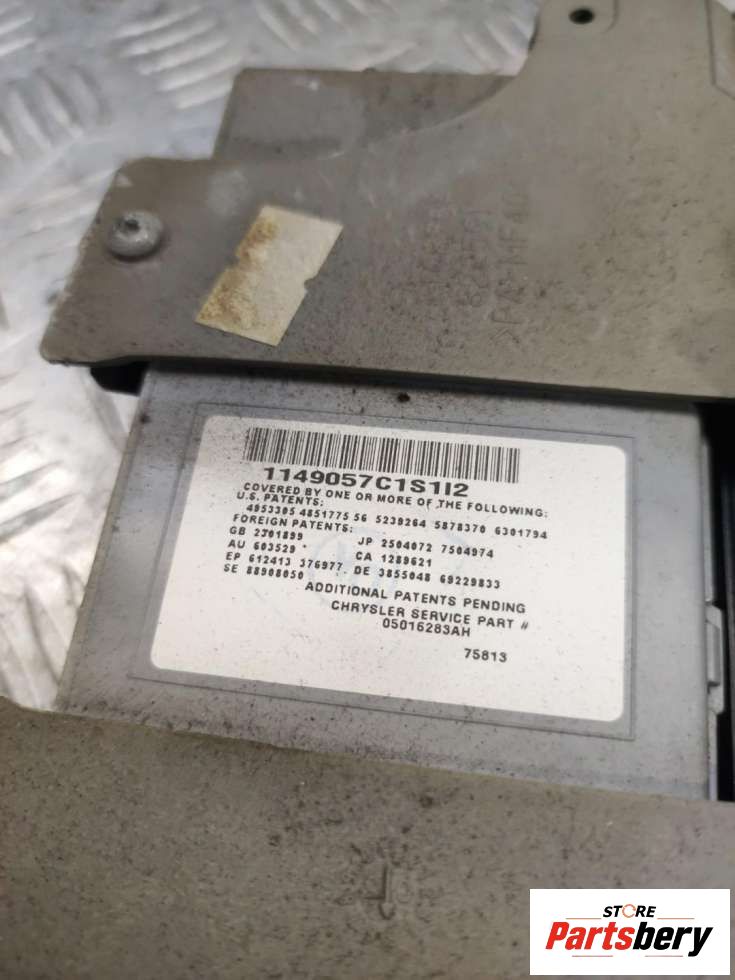 1149057C1S1I2
COVERED BY ONE OR MORE OF THE FOLLOWING:
U.S. PATENTS:
4953305 4851775 56 5239264 5878370 6301794
FOREIGN PATENTS:
GB 2301899 JP 2504072 7504974
AU 603529 CA 1289621
EP 612413 376977 DE 3855048 69229833
SE 88908050
ADDITIONAL PATENTS PENDING
CHRYSLER SERVICE PART #
05016283AH
75813
STORE
Partsbery